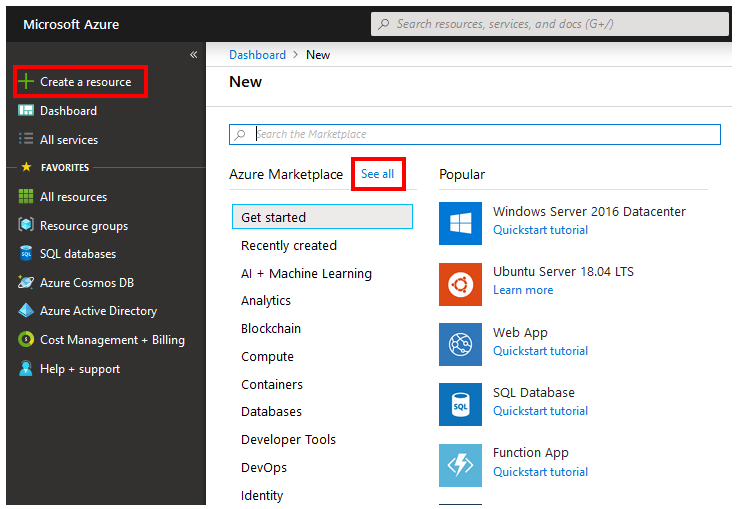 Microsoft Azure
Search resources, services, and docs (G+/)
«
Create a resource
Dashboard
All services
FAVORITES
All resources
Resource groups
SQL databases
Azure Cosmos DB
Azure Active Directory
Cost Management + Billing
Help + support
Dashboard > New
New
Search the Marketplace
Azure Marketplace See all
Get started
Recently created
AI + Machine Learning
Analytics
Blockchain
Compute
Containers
Databases
Developer Tools
DevOps
Identity
Popular
Windows Server 2016 Datacenter
Quickstart tutorial
Ubuntu Server 18.04 LTS
Learn more
Web App
Quickstart tutorial
SQL
SQL Database
Quickstart tutorial
Function App
Quickstart tutorial